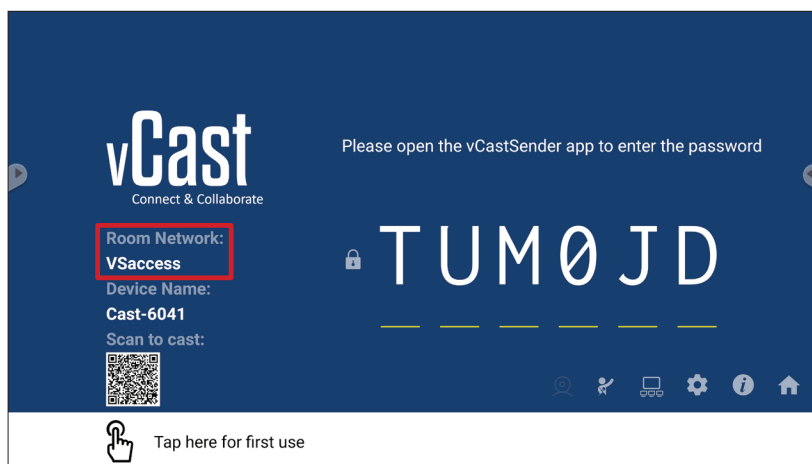 vCast
Connect & Collaborate
Please open the vCastSender app to enter the password
Room Network:
VSaccess
Device Name:
Cast-6041
Scan to cast:
TUM0JD
Tap here for first use